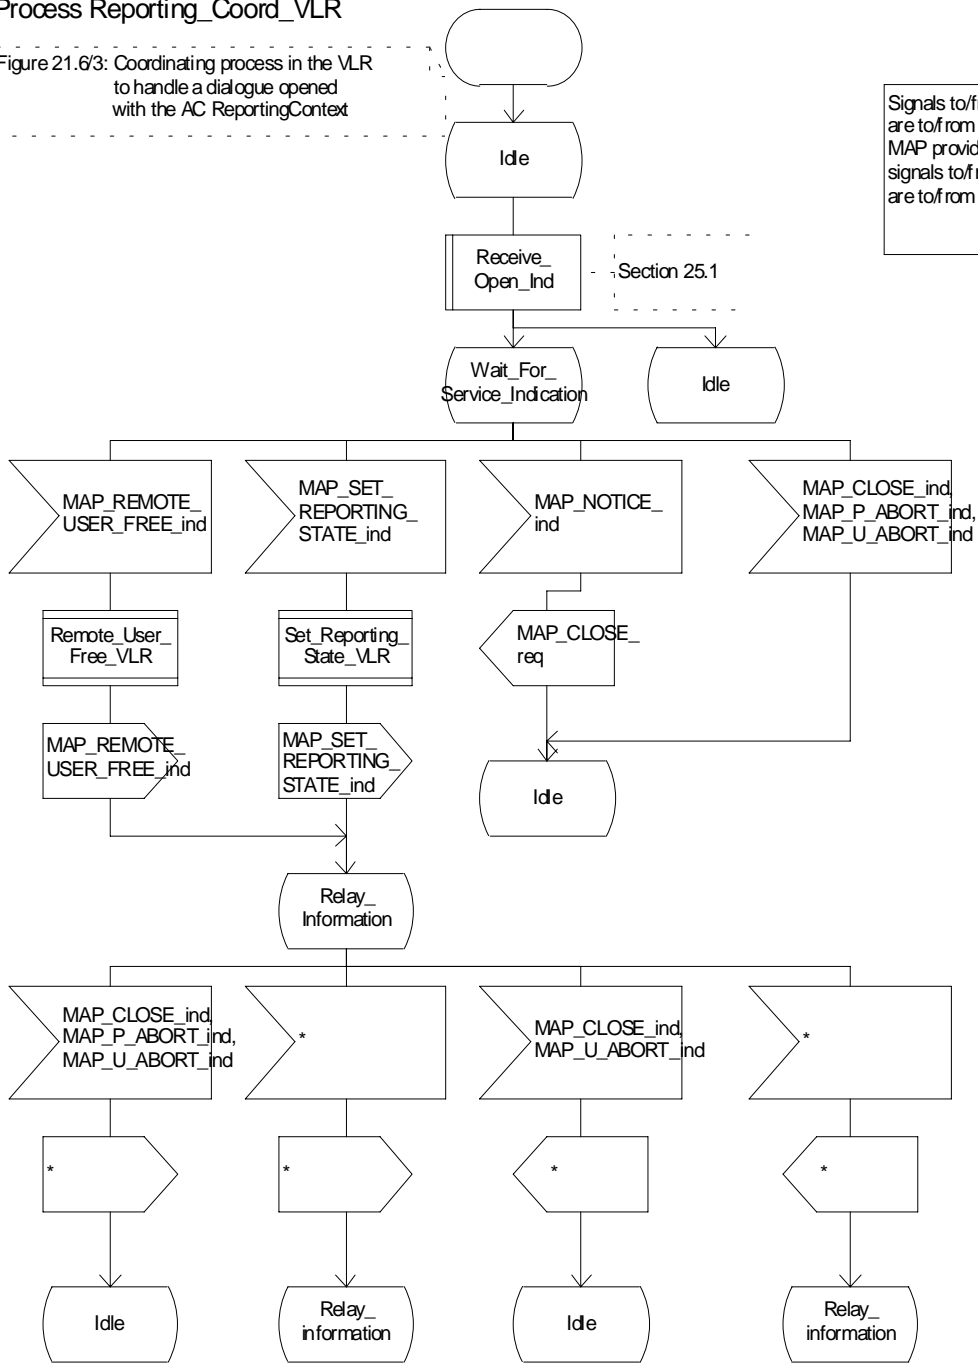 Process Reporting_Coord_VLR
Figure 21.6/3: Coordinating process in the VLR
to handle a dialogue opened
with the AC ReportingContext
Signals to/f
are to/from
MAP provid
signals to/f
are to/from
Idle
Receive_
Open_Ind
Section 25.1
Wait_For_
Service_Indication
Idle
MAP_REMOTE_
USER_FREE_ind
MAP_SET_
REPORTING_
STATE_ind
MAP_NOTICE_
ind
MAP_CLOSE_ind,
MAP_P_ABORT_ind,
MAP_U_ABORT_ind
Remote_User_
Free_VLR
Set_Reporting_
State_VLR
MAP_CLOSE_
req
MAP_REMOTE_
USER_FREE_ind
MAP_SET_
REPORTING_
STATE_ind
Idle
Relay_
Information
MAP_CLOSE_ind,
MAP_P_ABORT_ind,
MAP_U_ABORT_ind
*
MAP_CLOSE_ind,
MAP_U_ABORT_ind
*
*
*
*
*
Idle
Relay_
information
Idle
Relay_
information